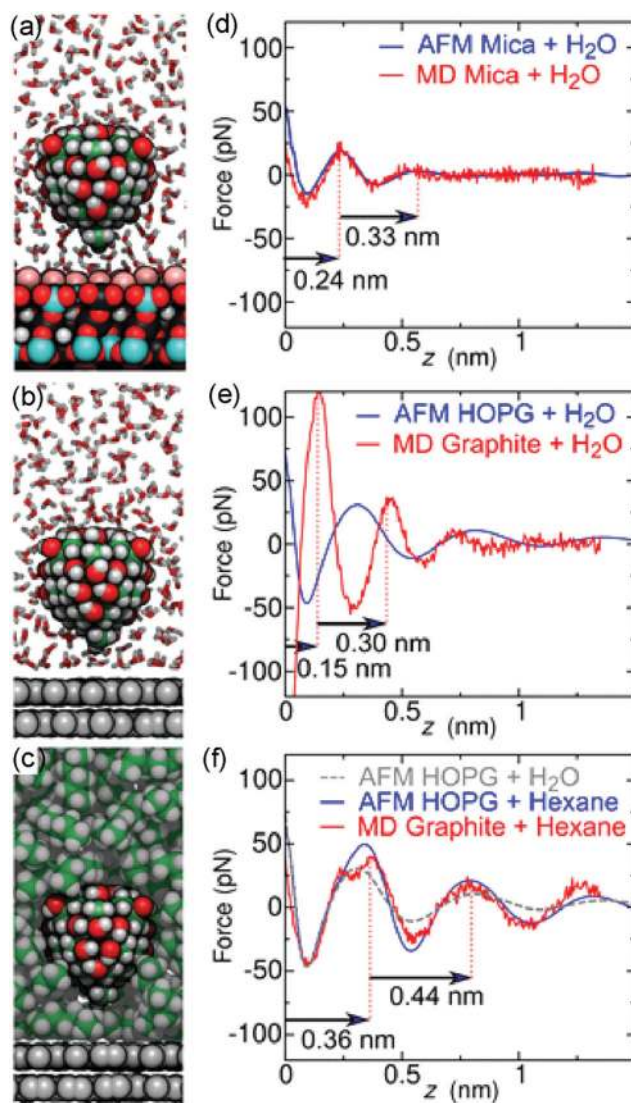 (a)
(d)
AFM Mica + H₂O
MD Mica + H₂O
Force (pN)
100
50
0
-50
-100
0.33 nm
0.24 nm
0
0.5
1
z (nm)
(b)
(e)
AFM HOPG + H₂O
MD Graphite + H₂O
Force (pN)
100
50
0
-50
-100
0.30 nm
0.15 nm
0
0.5
1
z (nm)
(c)
(f)
AFM HOPG + H₂O
AFM HOPG + Hexane
MD Graphite + Hexane
Force (pN)
100
50
0
-50
-100
0.44 nm
0.36 nm
0
0.5
1
z (nm)